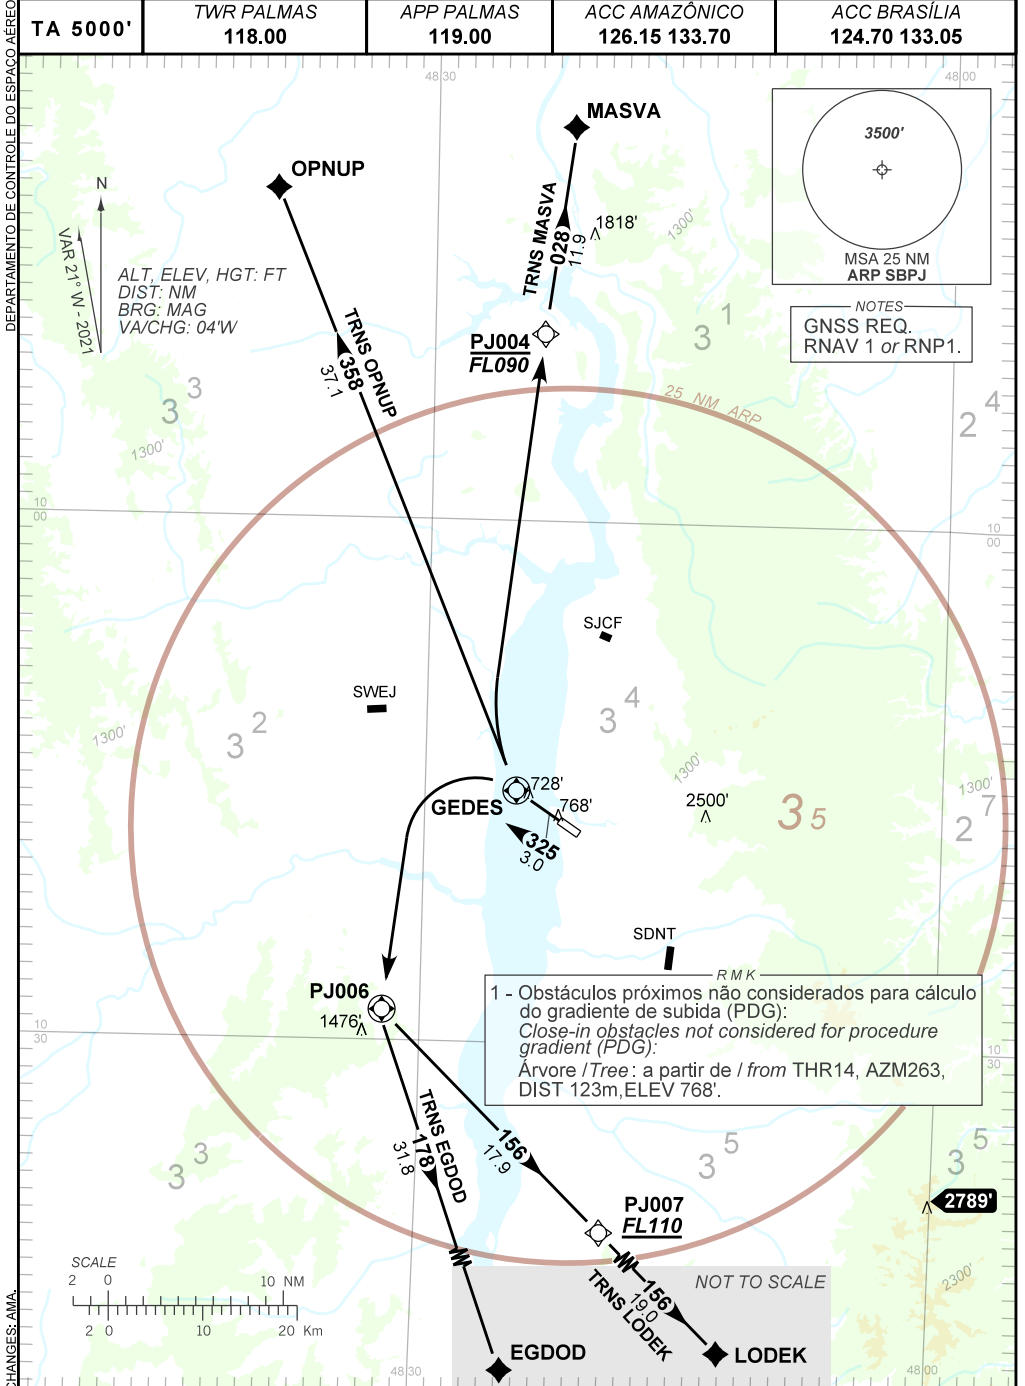 TA 5000'
TWR PALMAS
118.00
APP PALMAS
119.00
ACC AMAZÔNICO
126.15 133.70
ACC BRASÍLIA
124.70 133.05
DEPARTAMENTO DE CONTROLE DO ESPAÇO AÉREO
48 30
48 00
MASVA
OPNUP
3500'
MSA 25 NM
ARP SBPJ
N
VAR 21° W - 2021
ALT, ELEV, HGT: FT
DIST: NM
BRG: MAG
VA/CHG: 04'W
TRNS MASVA
028
11.9
1818'
1300'
NOTES
GNSS REQ.
RNAV 1 or RNP1.
3 1
PJ004
FL090
TRNS OPNUP
358
37.1
3 3
1300'
25 NM ARP
2 4
10
00
10
00
SJCF
SWEJ
3 4
3 2
1300'
1300'
1300'
GEDES
728'
768'
325
3.0
2500'
3 5
2 7
SDNT
PJ006
1476'
10
30
10
30
RMK
1 - Obstáculos próximos não considerados para cálculo
do gradiente de subida (PDG):
Close-in obstacles not considered for procedure
gradient (PDG):
Árvore / Tree : a partir de / from THR14, AZM263,
DIST 123m,ELEV 768'.
TRNS EGDOD
178
31.8
156
17.9
3 3
3 5
3 5
2789'
PJ007
FL110
2300'
SCALE
2 0 10 NM
2 0 10 20 Km
NOT TO SCALE
TRNS LODEK
156
19.0
EGDOD
LODEK
48 30
48 00
CHANGES: AMA.